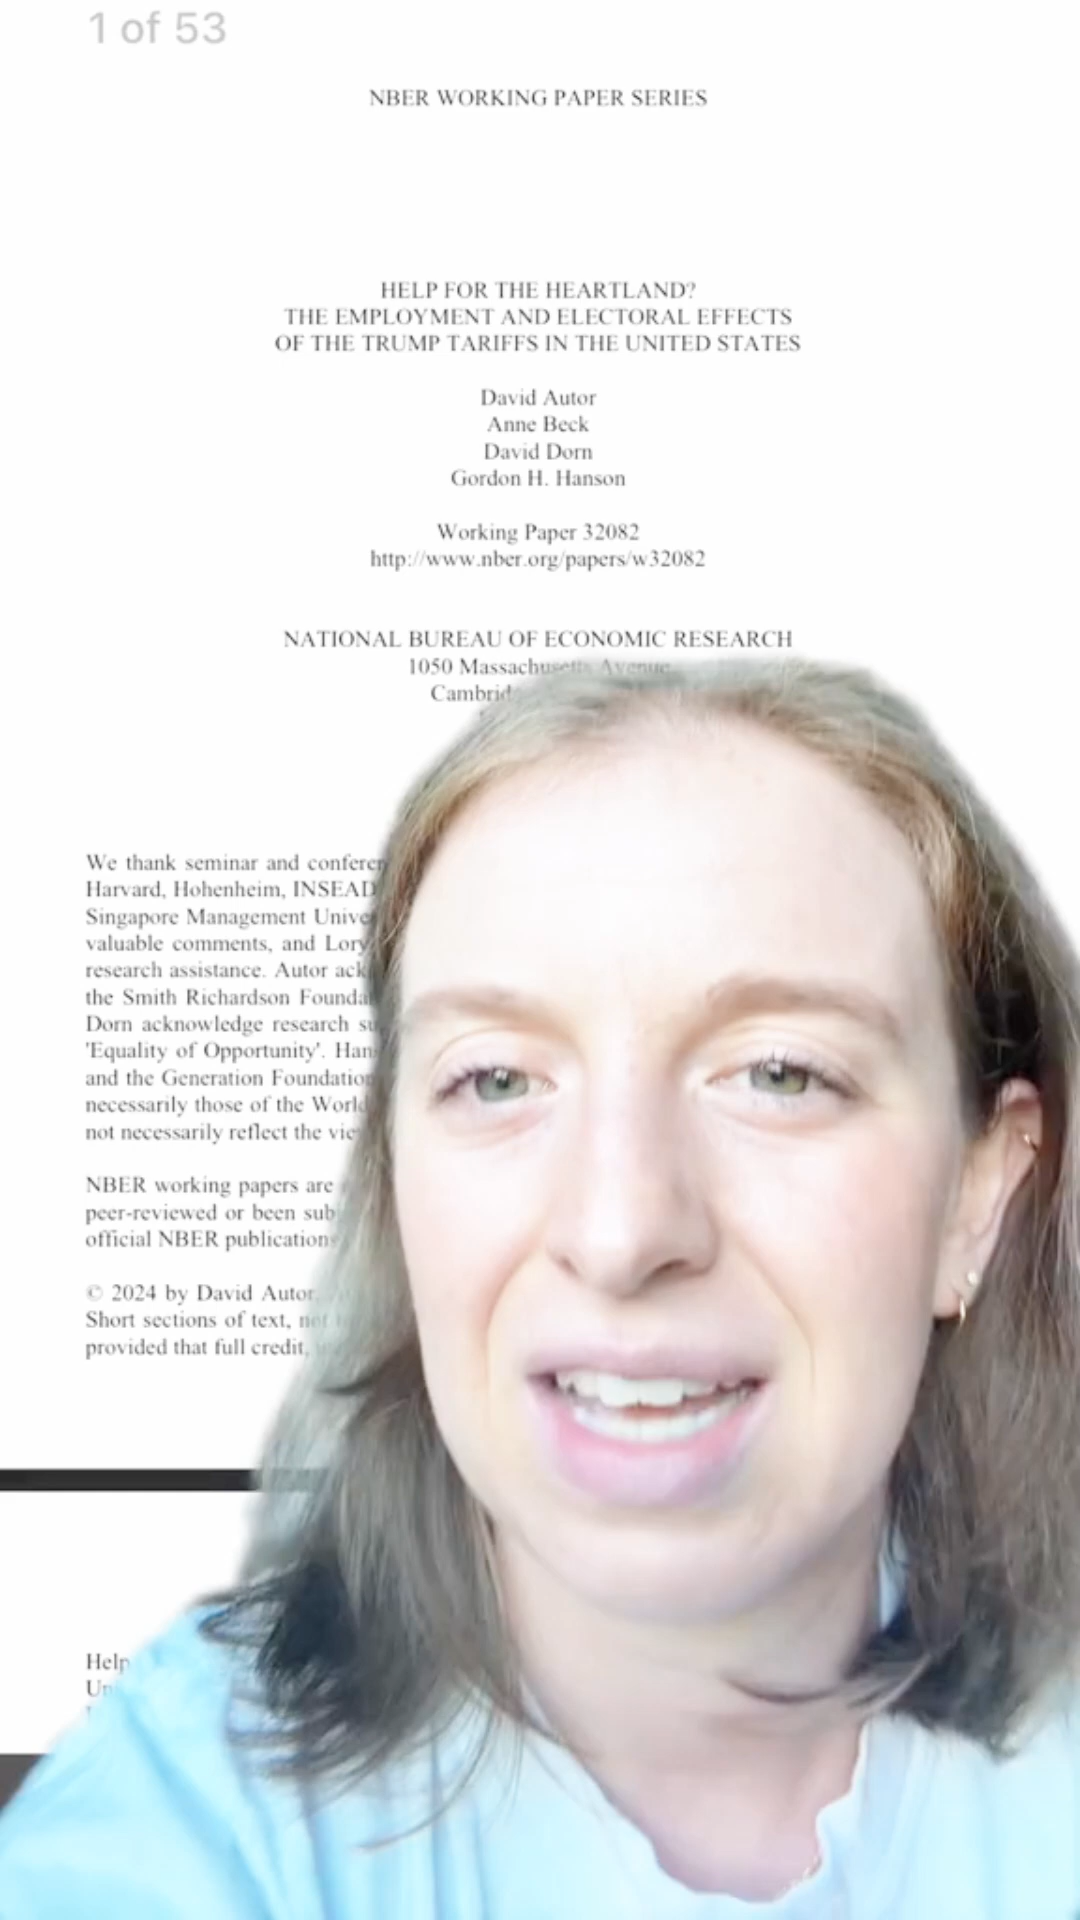 1 of 53
NBER WORKING PAPER SERIES
HELP FOR THE HEARTLAND?
THE EMPLOYMENT AND ELECTORAL EFFECTS
OF THE TRUMP TARIFFS IN THE UNITED STATES
David Autor
Anne Beck
David Dorn
Gordon H. Hanson
Working Paper 32082
http://www.nber.org/papers/w32082
NATIONAL BUREAU OF ECONOMIC RESEARCH
1050 Massachusetts Avenue
Cambrid
We thank seminar and conferen
Harvard, Hohenheim, INSEAD
Singapore Management Unive
valuable comments, and Lory
research assistance. Autor ack
the Smith Richardson Founda
Dorn acknowledge research su
'Equality of Opportunity'. Han
and the Generation Foundation
necessarily those of the World
not necessarily reflect the vie
NBER working papers are
peer-reviewed or been sub
official NBER publications
© 2024 by David Autor,
Short sections of text, not
provided that full credit,
Help
Un